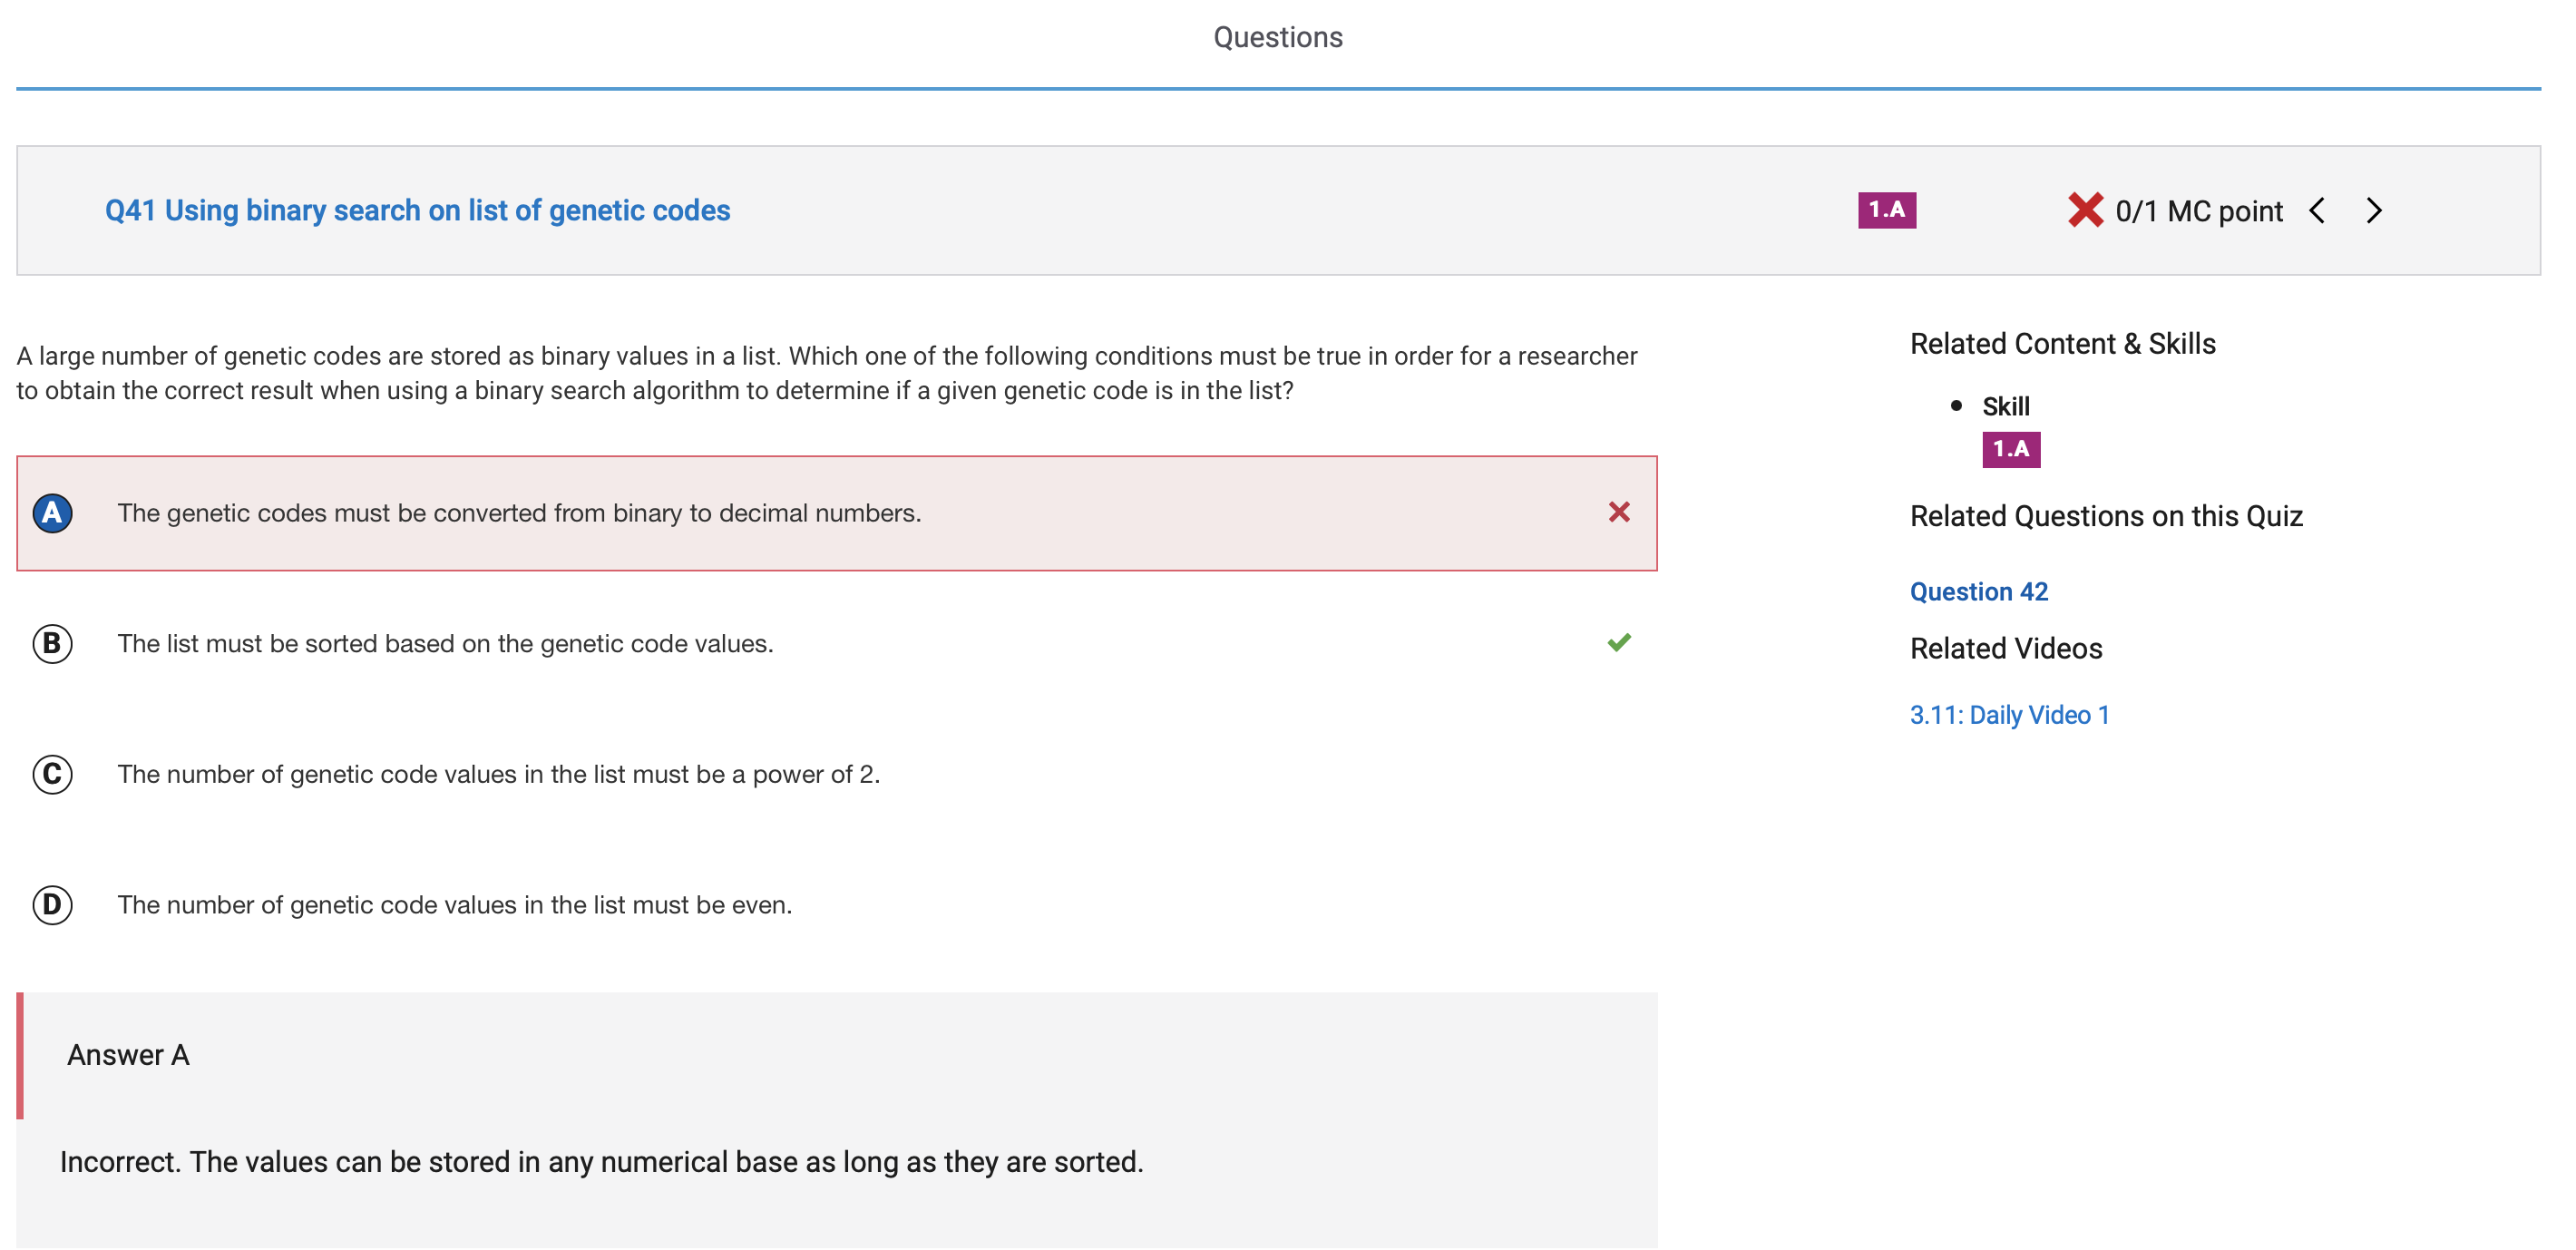 Questions
Q41 Using binary search on list of genetic codes
1.A
0/1 MC point
A large number of genetic codes are stored as binary values in a list. Which one of the following conditions must be true in order for a researcher
to obtain the correct result when using a binary search algorithm to determine if a given genetic code is in the list?
A The genetic codes must be converted from binary to decimal numbers.
B The list must be sorted based on the genetic code values.
C The number of genetic code values in the list must be a power of 2.
D The number of genetic code values in the list must be even.
Answer A
Incorrect. The values can be stored in any numerical base as long as they are sorted.
Related Content & Skills
Skill
1.A
Related Questions on this Quiz
Question 42
Related Videos
3.11: Daily Video 1